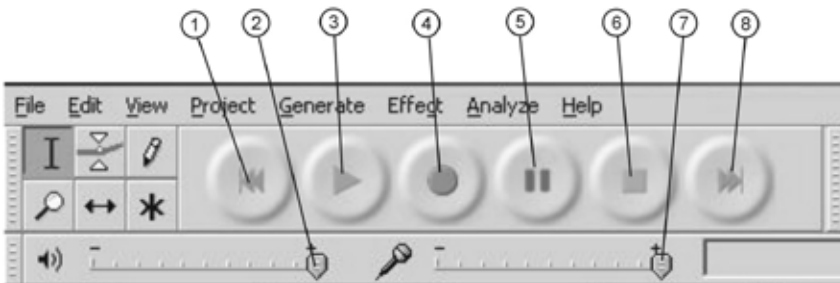 1 2 3 4 5 6 7 8
File Edit View Project Generate Effect Analyze Help
- + - +